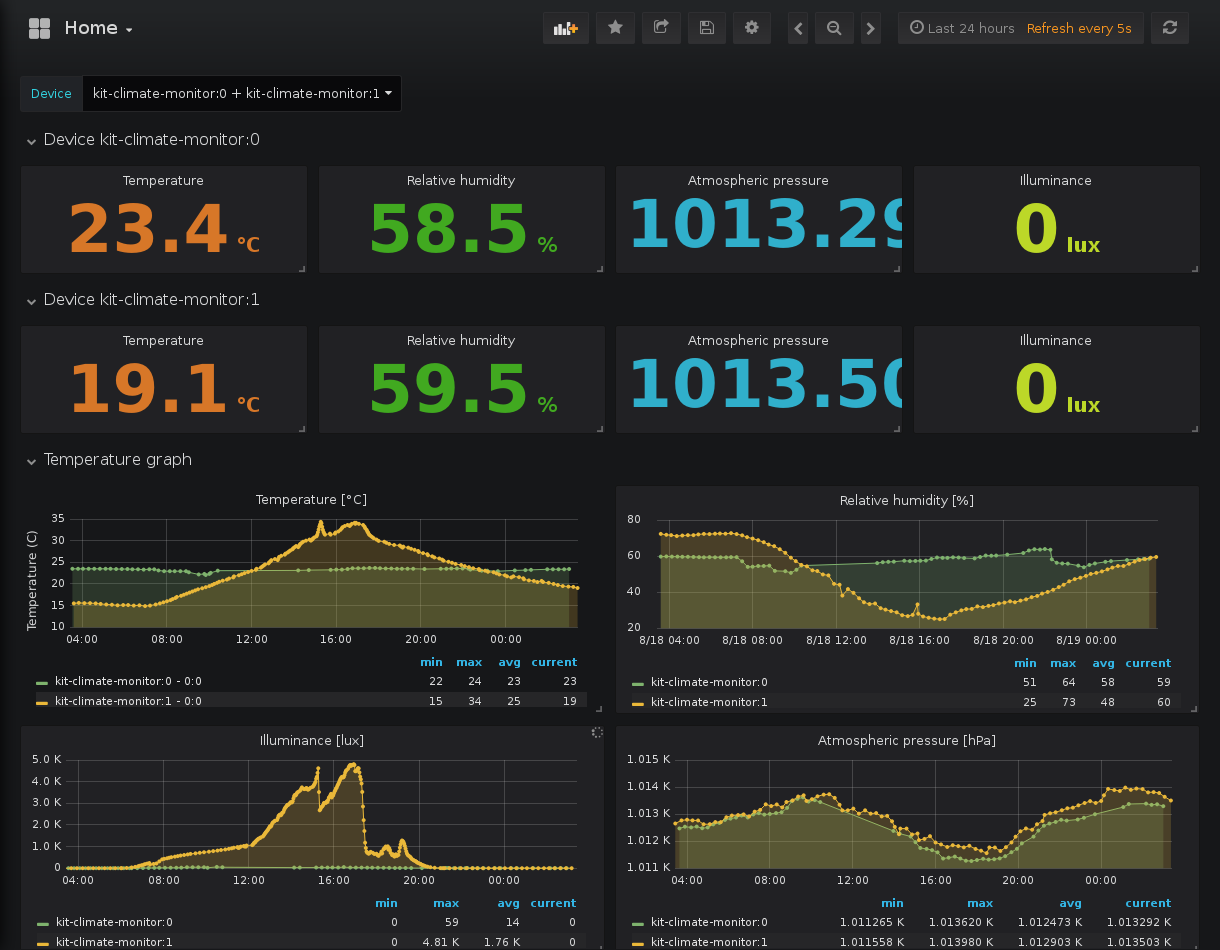 Home
Last 24 hours Refresh every 5s
Device kit-climate-monitor:0 + kit-climate-monitor:1
Device kit-climate-monitor:0
Temperature Relative humidity Atmospheric pressure Illuminance
23.4 °C 58.5 % 1013.29 0 lux
Device kit-climate-monitor:1
Temperature Relative humidity Atmospheric pressure Illuminance
19.1 °C 59.5 % 1013.50 0 lux
Temperature graph
Temperature [°C]
Temperature (C)
35
30
25
20
15
10
04:00 08:00 12:00 16:00 20:00 00:00
min max avg current
kit-climate-monitor:0 - 0:0 22 24 23 23
kit-climate-monitor:1 - 0:0 15 34 25 19
Relative humidity [%]
80
60
40
20
8/18 04:00 8/18 08:00 8/18 12:00 8/18 16:00 8/18 20:00 8/19 00:00
min max avg current
kit-climate-monitor:0 51 64 58 59
kit-climate-monitor:1 25 73 48 60
Illuminance [lux]
5.0 K
4.0 K
3.0 K
2.0 K
1.0 K
0
04:00 08:00 12:00 16:00 20:00 00:00
min max avg current
kit-climate-monitor:0 0 59 14 0
kit-climate-monitor:1 0 4.81 K 1.76 K 0
Atmospheric pressure [hPa]
1.015 K
1.014 K
1.013 K
1.012 K
1.011 K
04:00 08:00 12:00 16:00 20:00 00:00
min max avg current
kit-climate-monitor:0 1.011265 K 1.013620 K 1.012473 K 1.013292 K
kit-climate-monitor:1 1.011558 K 1.013980 K 1.012903 K 1.013503 K